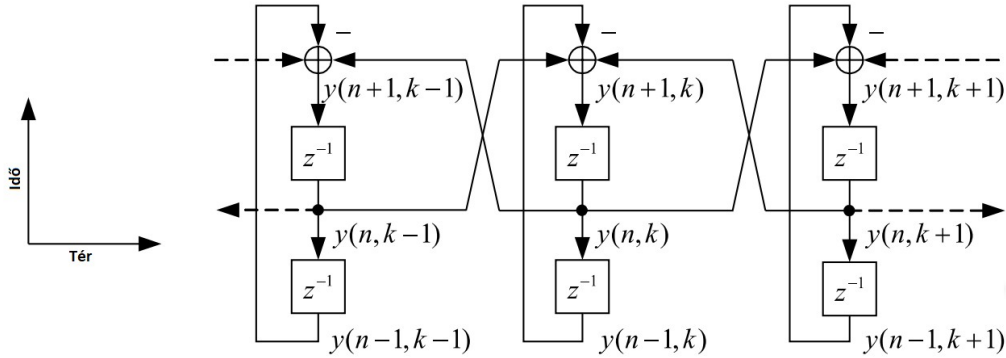 − − −
y(n+1,k−1) y(n+1,k) y(n+1,k+1)
z⁻¹ z⁻¹ z⁻¹
Idő
y(n,k−1) y(n,k) y(n,k+1)
Tér
z⁻¹ z⁻¹ z⁻¹
y(n−1,k−1) y(n−1,k) y(n−1,k+1)